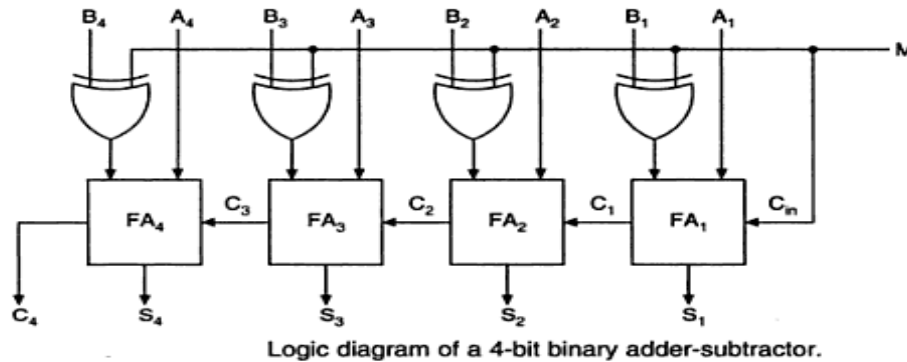 B₄ A₄ B₃ A₃ B₂ A₂ B₁ A₁
M
FA₄ C₃ FA₃ C₂ FA₂ C₁ FA₁ Cin
C₄ S₄ S₃ S₂ S₁
Logic diagram of a 4-bit binary adder-subtractor.